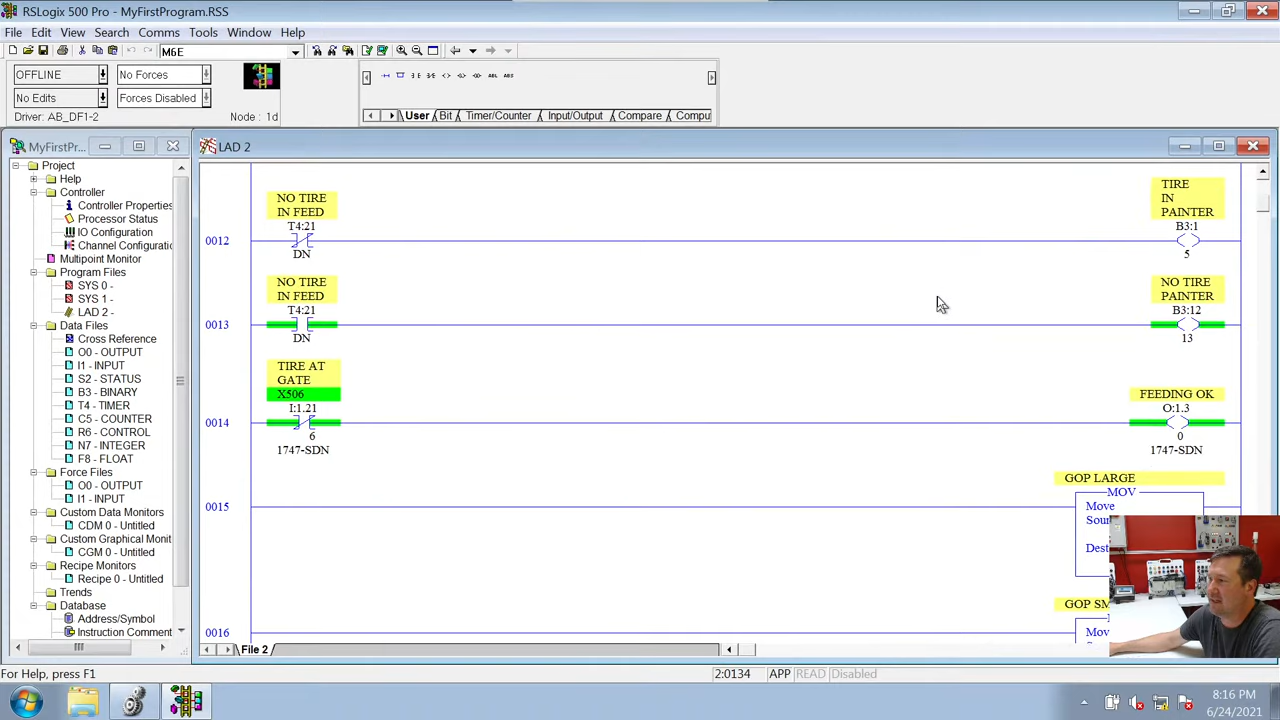 RSLogix 500 Pro - MyFirstProgram.RSS
File Edit View Search Comms Tools Window Help
M6E
OFFLINE No Forces
No Edits Forces Disabled
Driver: AB_DF1-2 Node : 1d
User Bit Timer/Counter Input/Output Compare Compu
MyFirstPr...
Project
Help
Controller
Controller Propertie
Processor Status
IO Configuration
Channel Configuratio
Multipoint Monitor
Program Files
SYS 0 -
SYS 1 -
LAD 2 -
Data Files
Cross Reference
O0 - OUTPUT
I1 - INPUT
S2 - STATUS
B3 - BINARY
T4 - TIMER
C5 - COUNTER
R6 - CONTROL
N7 - INTEGER
F8 - FLOAT
Force Files
O0 - OUTPUT
I1 - INPUT
Custom Data Monitors
CDM 0 - Untitled
Custom Graphical Monit
CGM 0 - Untitled
Recipe Monitors
Recipe 0 - Untitled
Trends
Database
Address/Symbol
Instruction Comment
LAD 2
NO TIRE
IN FEED
T4:21
DN
0012
TIRE
IN
PAINTER
B3:1
5
NO TIRE
IN FEED
T4:21
DN
0013
NO TIRE
PAINTER
B3:12
13
TIRE AT
GATE
X506
I:1.21
6
1747-SDN
0014
FEEDING OK
O:1.3
0
1747-SDN
GOP LARGE
MOV
0015
Move
Sour
Dest
GOP SM
0016
Mov
File 2
For Help, press F1
2:0134 APP READ Disabled
8:16 PM
6/24/2021